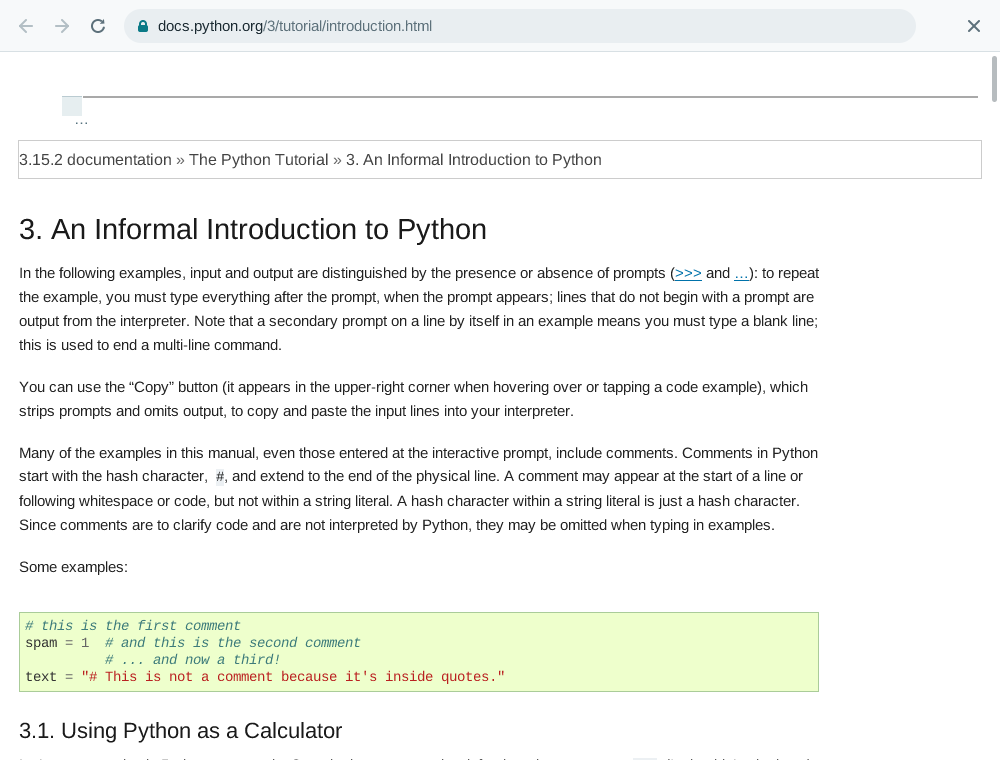 docs.python.org/3/tutorial/introduction.html
...
3.15.2 documentation » The Python Tutorial » 3. An Informal Introduction to Python
3. An Informal Introduction to Python
In the following examples, input and output are distinguished by the presence or absence of prompts (>>> and …): to repeat
the example, you must type everything after the prompt, when the prompt appears; lines that do not begin with a prompt are
output from the interpreter. Note that a secondary prompt on a line by itself in an example means you must type a blank line;
this is used to end a multi-line command.
You can use the “Copy” button (it appears in the upper-right corner when hovering over or tapping a code example), which
strips prompts and omits output, to copy and paste the input lines into your interpreter.
Many of the examples in this manual, even those entered at the interactive prompt, include comments. Comments in Python
start with the hash character, #, and extend to the end of the physical line. A comment may appear at the start of a line or
following whitespace or code, but not within a string literal. A hash character within a string literal is just a hash character.
Since comments are to clarify code and are not interpreted by Python, they may be omitted when typing in examples.
Some examples:
# this is the first comment
spam = 1  # and this is the second comment
          # ... and now a third!
text = "# This is not a comment because it's inside quotes."
3.1. Using Python as a Calculator